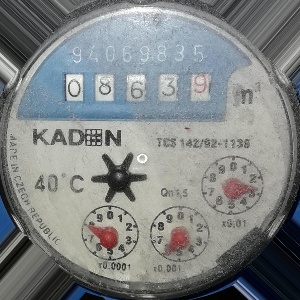 94069835
08639 m³
KADEN
TCS 142/92-1135
MADE IN CZECH REPUBLIC
40°C
Qn 1,5
x0,01
x0,0001
x0,001